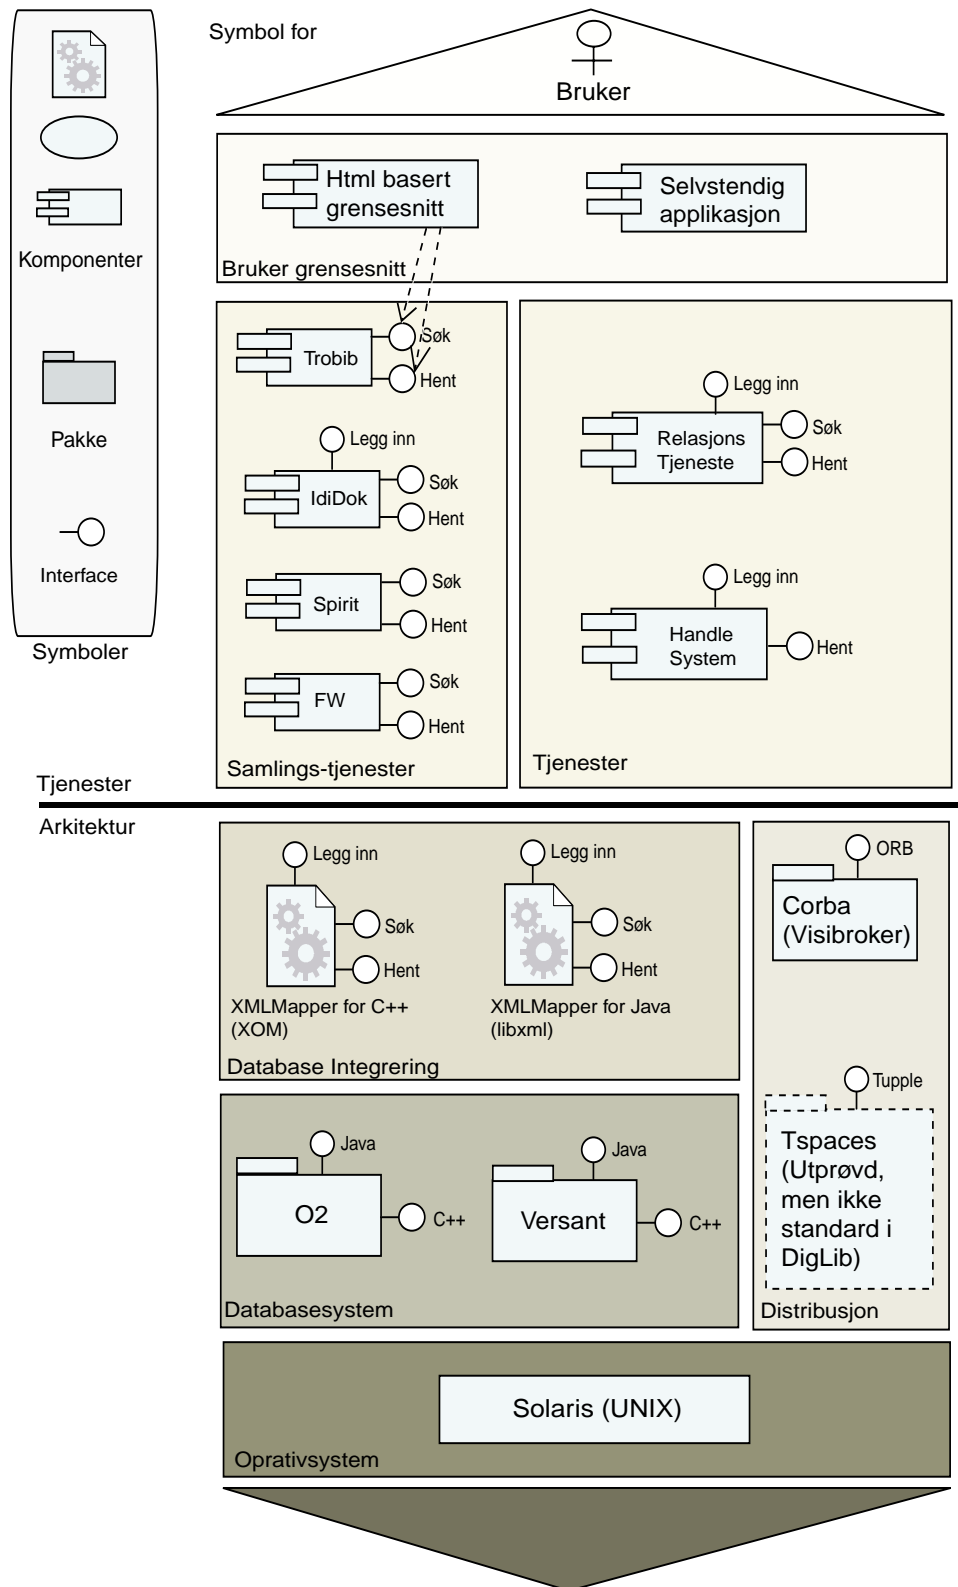 Symbol for
Bruker
Komponenter
Pakke
Interface
Symboler
Html basert
grensesnitt
Selvstendig
applikasjon
Bruker grensesnitt
Trobib
Søk
Hent
Legg inn
IdiDok
Søk
Hent
Spirit
Søk
Hent
FW
Søk
Hent
Samlings-tjenester
Legg inn
Relasjons
Tjeneste
Søk
Hent
Legg inn
Handle
System
Hent
Tjenester
Tjenester
Arkitektur
Legg inn
Søk
Hent
XMLMapper for C++
(XOM)
Legg inn
Søk
Hent
XMLMapper for Java
(libxml)
Database Integrering
ORB
Corba
(Visibroker)
Tupple
Tspaces
(Utprøvd,
men ikke
standard i
DigLib)
Distribusjon
Java
O2
C++
Java
Versant
C++
Databasesystem
Solaris (UNIX)
Oprativsystem